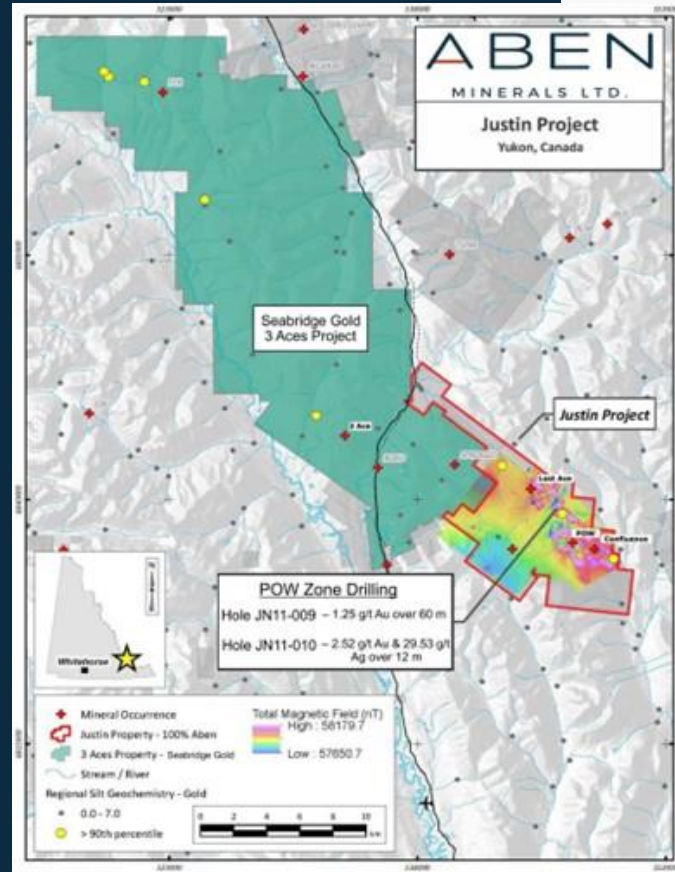 ABEN
MINERALS LTD.
Justin Project
Yukon, Canada
Seabridge Gold
3 Aces Project
Justin Project
3 Ace
Lost Ace
POW
Confluence
POW Zone Drilling
Hole JN11-009 – 1.25 g/t Au over 60 m
Hole JN11-010 – 2.52 g/t Au & 29.53 g/t
Ag over 12 m
Whitehorse
Mineral Occurrence
Justin Property - 100% Aben
3 Aces Property - Seabridge Gold
Stream / River
Regional Silt Geochemistry - Gold
0.0 - 7.0
> 90th percentile
Total Magnetic Field (nT)
High : 58179.7
Low : 57650.7
0 2 4 6 8 10
km